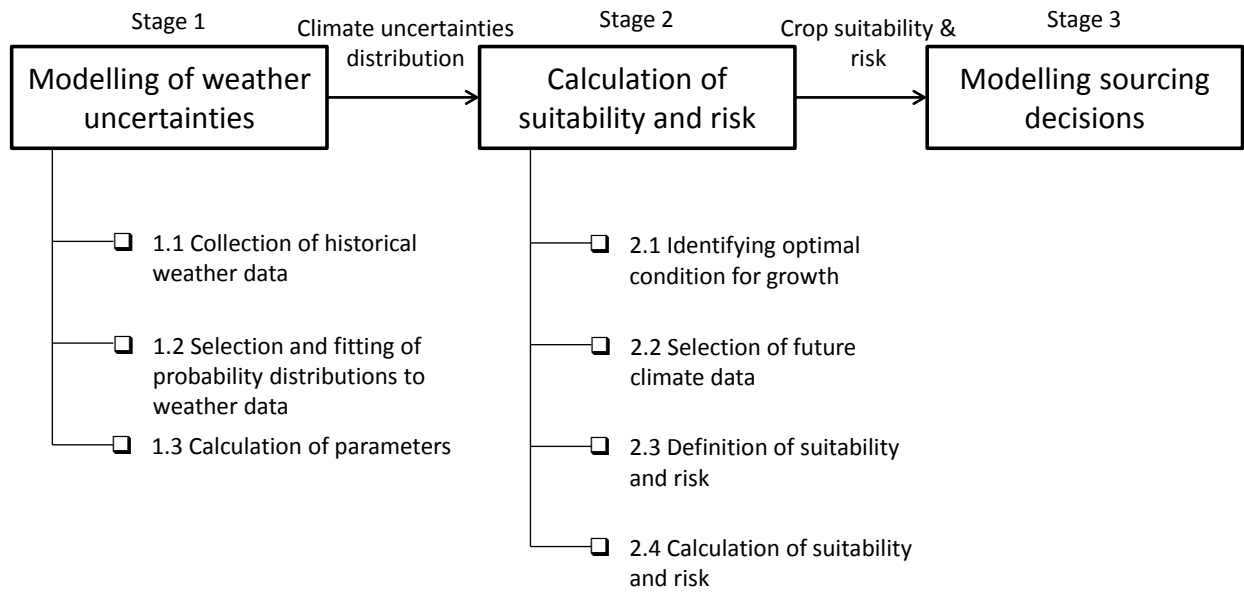 Stage 1
Modelling of weather
uncertainties
Climate uncertainties
distribution
Stage 2
Calculation of
suitability and risk
Crop suitability &
risk
Stage 3
Modelling sourcing
decisions
1.1 Collection of historical
weather data
1.2 Selection and fitting of
probability distributions to
weather data
1.3 Calculation of parameters
2.1 Identifying optimal
condition for growth
2.2 Selection of future
climate data
2.3 Definition of suitability
and risk
2.4 Calculation of suitability
and risk